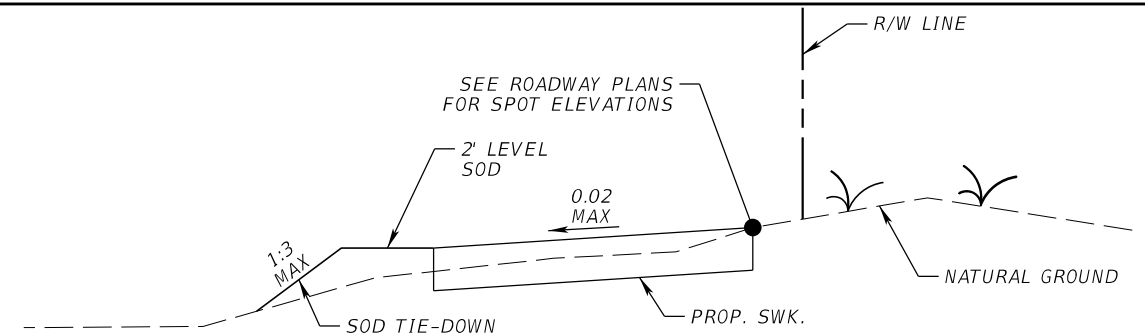 R/W LINE
SEE ROADWAY PLANS
FOR SPOT ELEVATIONS
2' LEVEL
SOD
0.02
MAX
1:3
MAX
NATURAL GROUND
SOD TIE-DOWN
PROP. SWK.